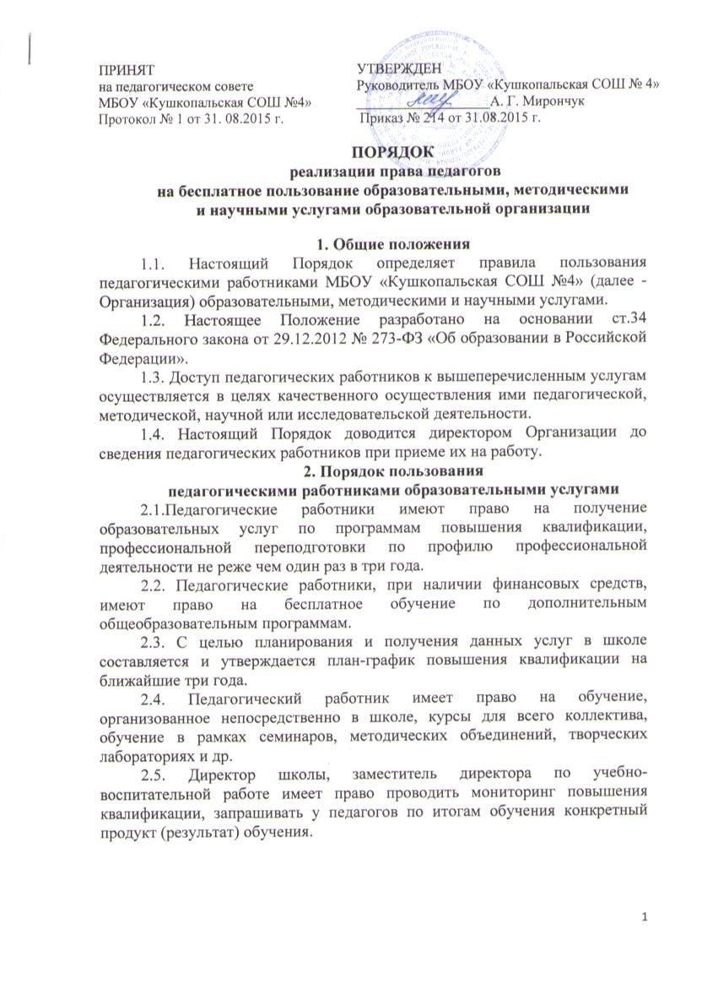 ПРИНЯТ
на педагогическом совете
МБОУ «Кушкопальская СОШ №4»
Протокол № 1 от 31. 08.2015 г.
УТВЕРЖДЕН
Руководитель МБОУ «Кушкопальская СОШ № 4»
А. Г. Мирончук
Приказ № 214 от 31.08.2015 г.
ПОРЯДОК
реализации права педагогов
на бесплатное пользование образовательными, методическими
и научными услугами образовательной организации
1. Общие положения
1.1. Настоящий Порядок определяет правила пользования
педагогическими работниками МБОУ «Кушкопальская СОШ №4» (далее -
Организация) образовательными, методическими и научными услугами.
1.2. Настоящее Положение разработано на основании ст.34
Федерального закона от 29.12.2012 № 273-ФЗ «Об образовании в Российской
Федерации».
1.3. Доступ педагогических работников к вышеперечисленным услугам
осуществляется в целях качественного осуществления ими педагогической,
методической, научной или исследовательской деятельности.
1.4. Настоящий Порядок доводится директором Организации до
сведения педагогических работников при приеме их на работу.
2. Порядок пользования
педагогическими работниками образовательными услугами
2.1.Педагогические работники имеют право на получение
образовательных услуг по программам повышения квалификации,
профессиональной переподготовки по профилю профессиональной
деятельности не реже чем один раз в три года.
2.2. Педагогические работники, при наличии финансовых средств,
имеют право на бесплатное обучение по дополнительным
общеобразовательным программам.
2.3. С целью планирования и получения данных услуг в школе
составляется и утверждается план-график повышения квалификации на
ближайшие три года.
2.4. Педагогический работник имеет право на обучение,
организованное непосредственно в школе, курсы для всего коллектива,
обучение в рамках семинаров, методических объединений, творческих
лабораториях и др.
2.5. Директор школы, заместитель директора по учебно-
воспитательной работе имеет право проводить мониторинг повышения
квалификации, запрашивать у педагогов по итогам обучения конкретный
продукт (результат) обучения.
1